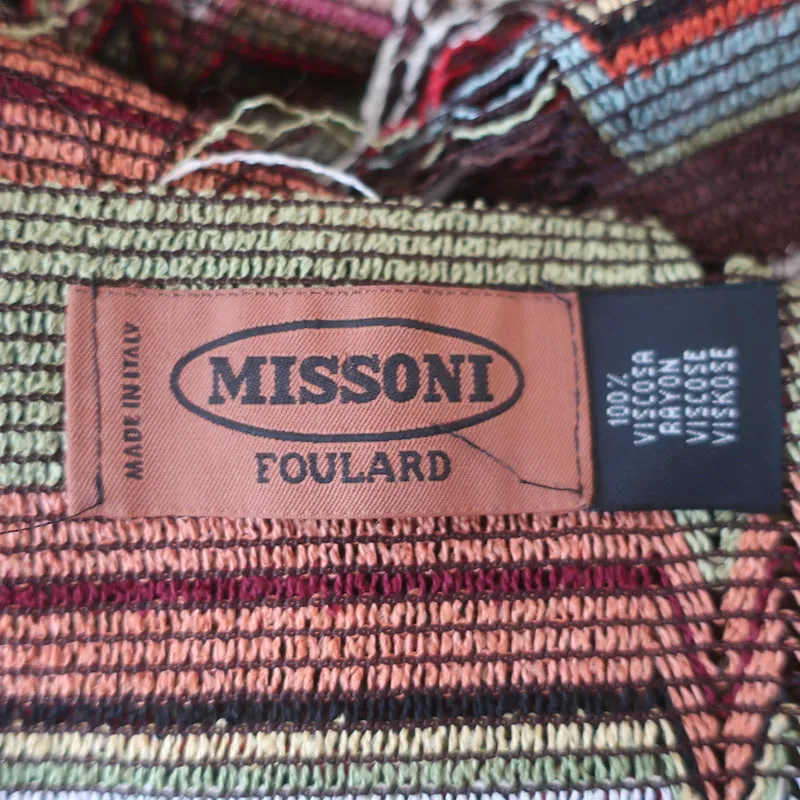 MADE IN ITALY
MISSONI
FOULARD
100%
VISCOSA
RAYON
VISCOSE
VISKOSE